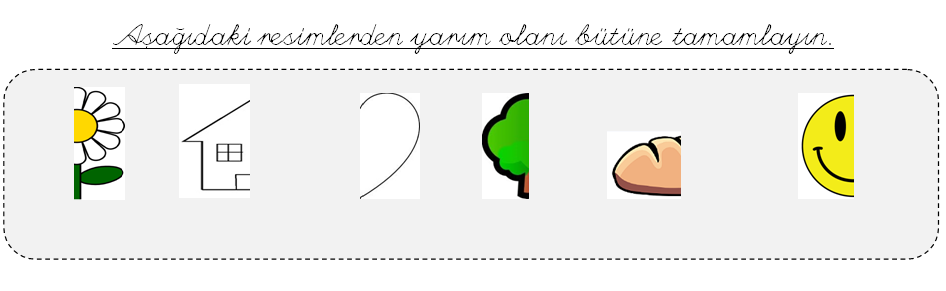 Aşağıdaki resimlerden yarım olanı bütüne tamamlayın.